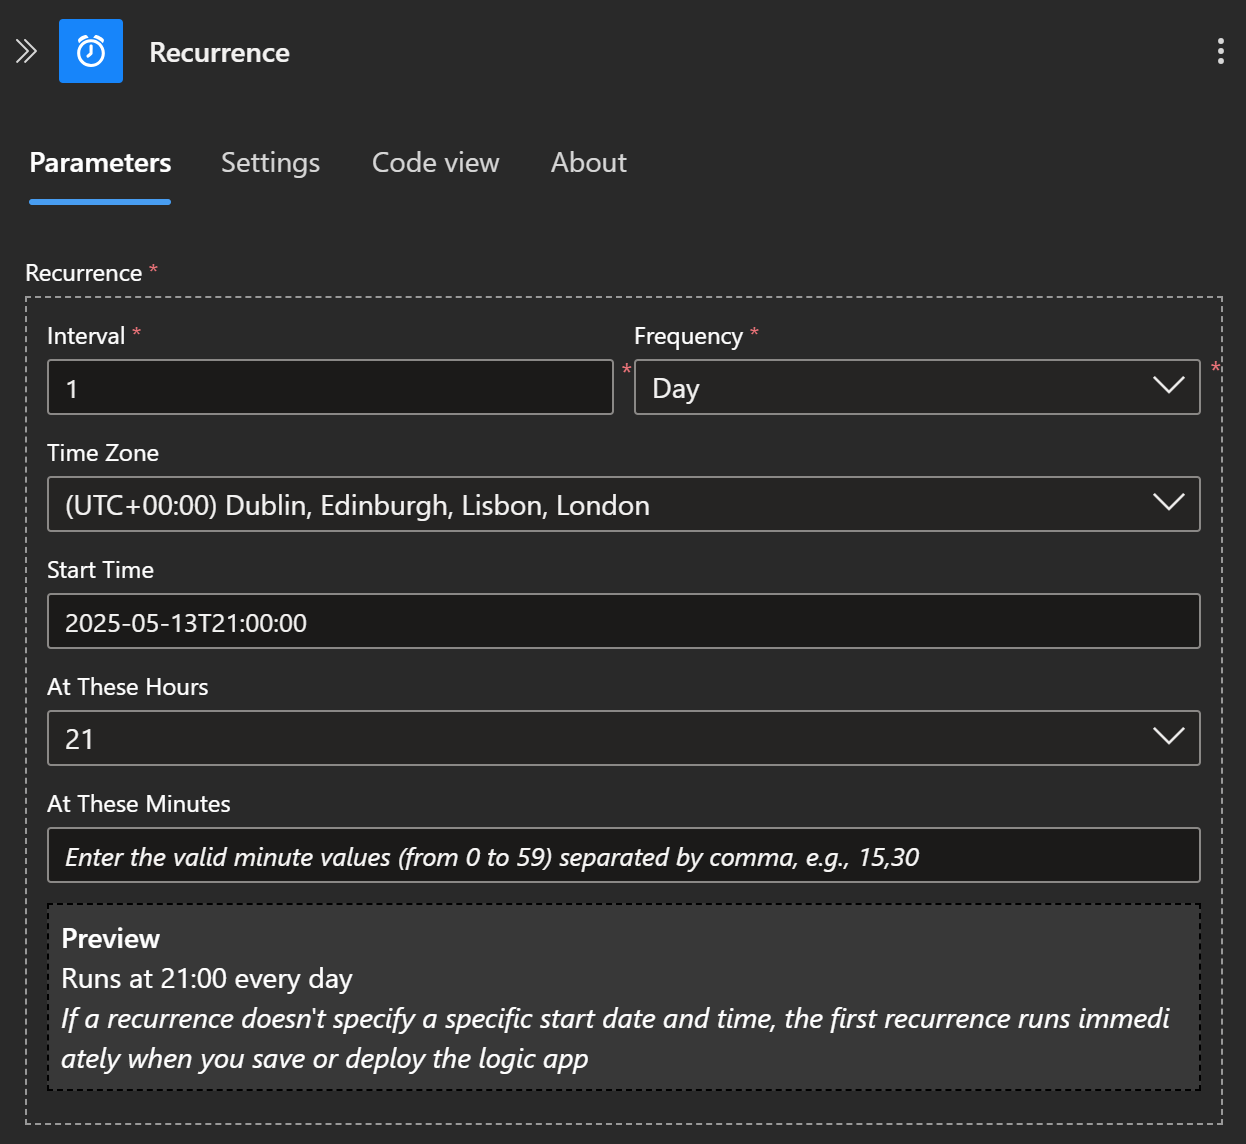 Recurrence
Parameters Settings Code view About
Recurrence *
Interval * Frequency *
1 * Day *
Time Zone
(UTC+00:00) Dublin, Edinburgh, Lisbon, London
Start Time
2025-05-13T21:00:00
At These Hours
21
At These Minutes
Enter the valid minute values (from 0 to 59) separated by comma, e.g., 15,30
Preview
Runs at 21:00 every day
If a recurrence doesn't specify a specific start date and time, the first recurrence runs immedi
ately when you save or deploy the logic app